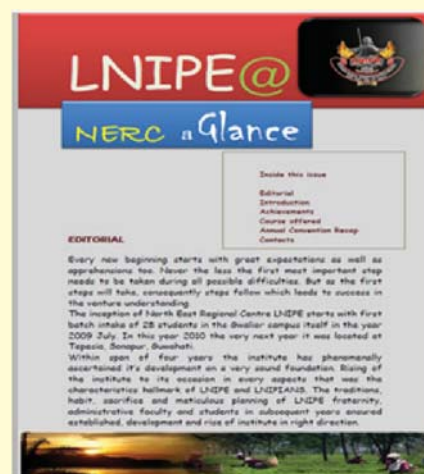 LNIPE@
NERC a Glance
Inside this issue
Editorial
Introduction
Achievements
Course offered
Annual Convention Recap
Contacts
EDITORIAL
Every new beginning starts with great expectations as well as
apprehensions too. Never the less the first most important step
needs to be taken during all possible difficulties. But as the first
steps will take, consequently steps follow which leads to success in
the venture understanding.
The inception of North East Regional Centre LNIPE starts with first
batch intake of 28 students in the Gwalior campus itself in the year
2009 July. In this year 2010 the very next year it was located at
Tepesia, Sonapur, Guwahati.
Within span of four years the institute has phenomenally
ascertained it's development on a very sound foundation. Rising of
the institute to its occasion in every aspects that was the
characteristics hallmark of LNIPE and LNIPIANS. The traditions,
habit, sacrifice and meticulous planning of LNIPE fraternity,
administrative faculty and students in subsequent years ensured
established, development and rise of institute in right direction.